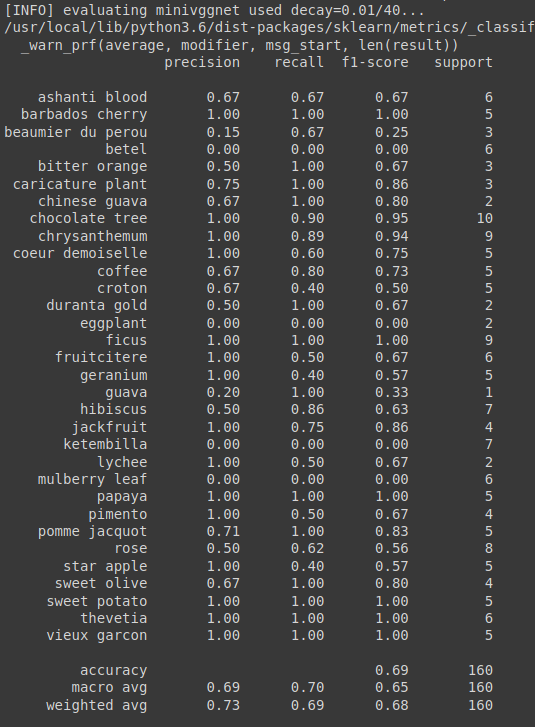 [INFO] evaluating minivggnet used decay=0.01/40...
/usr/local/lib/python3.6/dist-packages/sklearn/metrics/_classif
_warn_prf(average, modifier, msg_start, len(result))
precision recall f1-score support
ashanti blood 0.67 0.67 0.67 6
barbados cherry 1.00 1.00 1.00 5
beaumier du perou 0.15 0.67 0.25 3
betel 0.00 0.00 0.00 6
bitter orange 0.50 1.00 0.67 3
caricature plant 0.75 1.00 0.86 3
chinese guava 0.67 1.00 0.80 2
chocolate tree 1.00 0.90 0.95 10
chrysanthemum 1.00 0.89 0.94 9
coeur demoiselle 1.00 0.60 0.75 5
coffee 0.67 0.80 0.73 5
croton 0.67 0.40 0.50 5
duranta gold 0.50 1.00 0.67 2
eggplant 0.00 0.00 0.00 2
ficus 1.00 1.00 1.00 9
fruitcitere 1.00 0.50 0.67 6
geranium 1.00 0.40 0.57 5
guava 0.20 1.00 0.33 1
hibiscus 0.50 0.86 0.63 7
jackfruit 1.00 0.75 0.86 4
ketembilla 0.00 0.00 0.00 7
lychee 1.00 0.50 0.67 2
mulberry leaf 0.00 0.00 0.00 6
papaya 1.00 1.00 1.00 5
pimento 1.00 0.50 0.67 4
pomme jacquot 0.71 1.00 0.83 5
rose 0.50 0.62 0.56 8
star apple 1.00 0.40 0.57 5
sweet olive 0.67 1.00 0.80 4
sweet potato 1.00 1.00 1.00 5
thevetia 1.00 1.00 1.00 6
vieux garcon 1.00 1.00 1.00 5
accuracy 0.69 160
macro avg 0.69 0.70 0.65 160
weighted avg 0.73 0.69 0.68 160